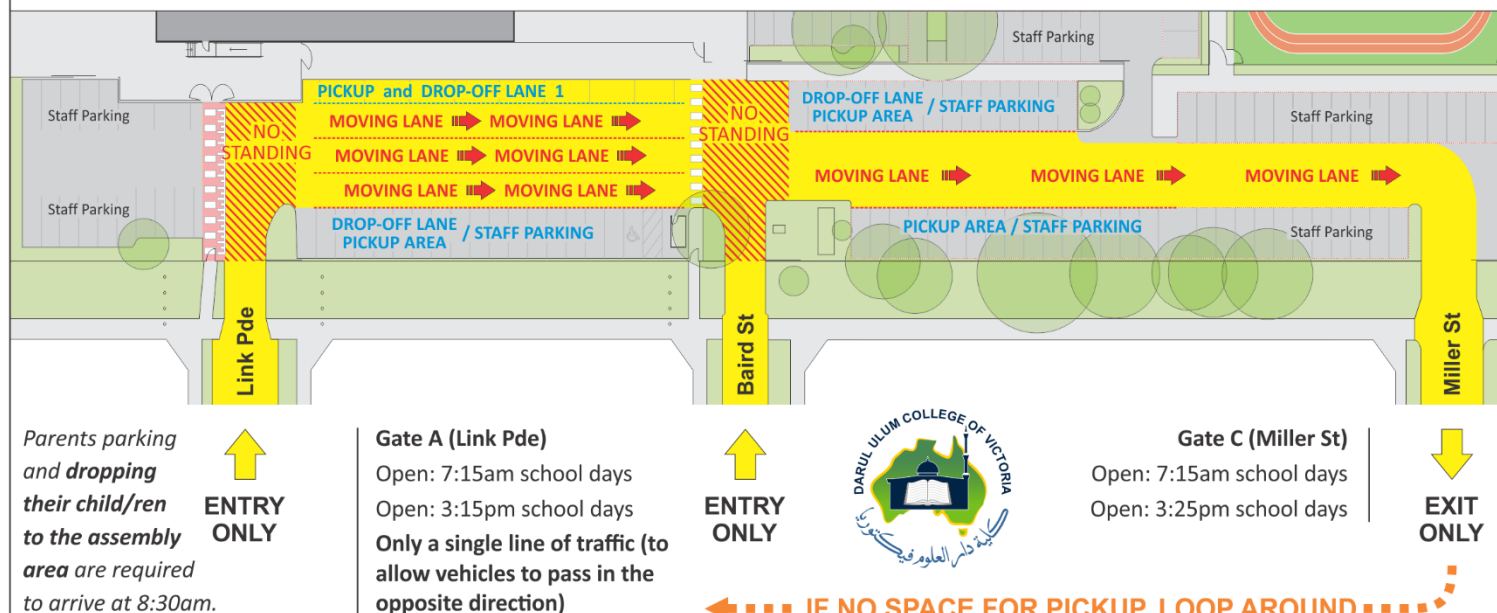 Staff Parking
Staff Parking
NO
STANDING
PICKUP and DROP-OFF LANE 1
MOVING LANE MOVING LANE
MOVING LANE MOVING LANE
MOVING LANE MOVING LANE
DROP-OFF LANE
PICKUP AREA / STAFF PARKING
NO
STANDING
Staff Parking
DROP-OFF LANE
PICKUP AREA / STAFF PARKING
Staff Parking
MOVING LANE MOVING LANE MOVING LANE
PICKUP AREA / STAFF PARKING
Staff Parking
Link Pde
Baird St
Miller St
Parents parking
and dropping
their child/ren
to the assembly
area are required
to arrive at 8:30am.
ENTRY
ONLY
Gate A (Link Pde)
Open: 7:15am school days
Open: 3:15pm school days
Only a single line of traffic (to
allow vehicles to pass in the
opposite direction)
ENTRY
ONLY
DARUL ULUM COLLEGE OF VICTORIA
كلية دار العلوم فيكتوريا
Gate C (Miller St)
Open: 7:15am school days
Open: 3:25pm school days
EXIT
ONLY
IF NO SPACE FOR PICKUP, LOOP AROUND